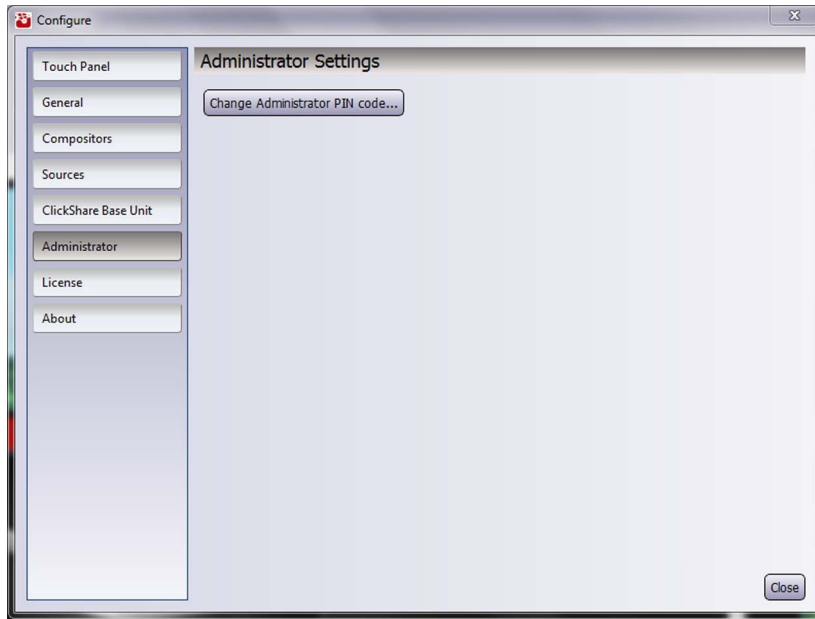 Configure
Touch Panel
General
Compositors
Sources
ClickShare Base Unit
Administrator
License
About
Administrator Settings
Change Administrator PIN code...
Close